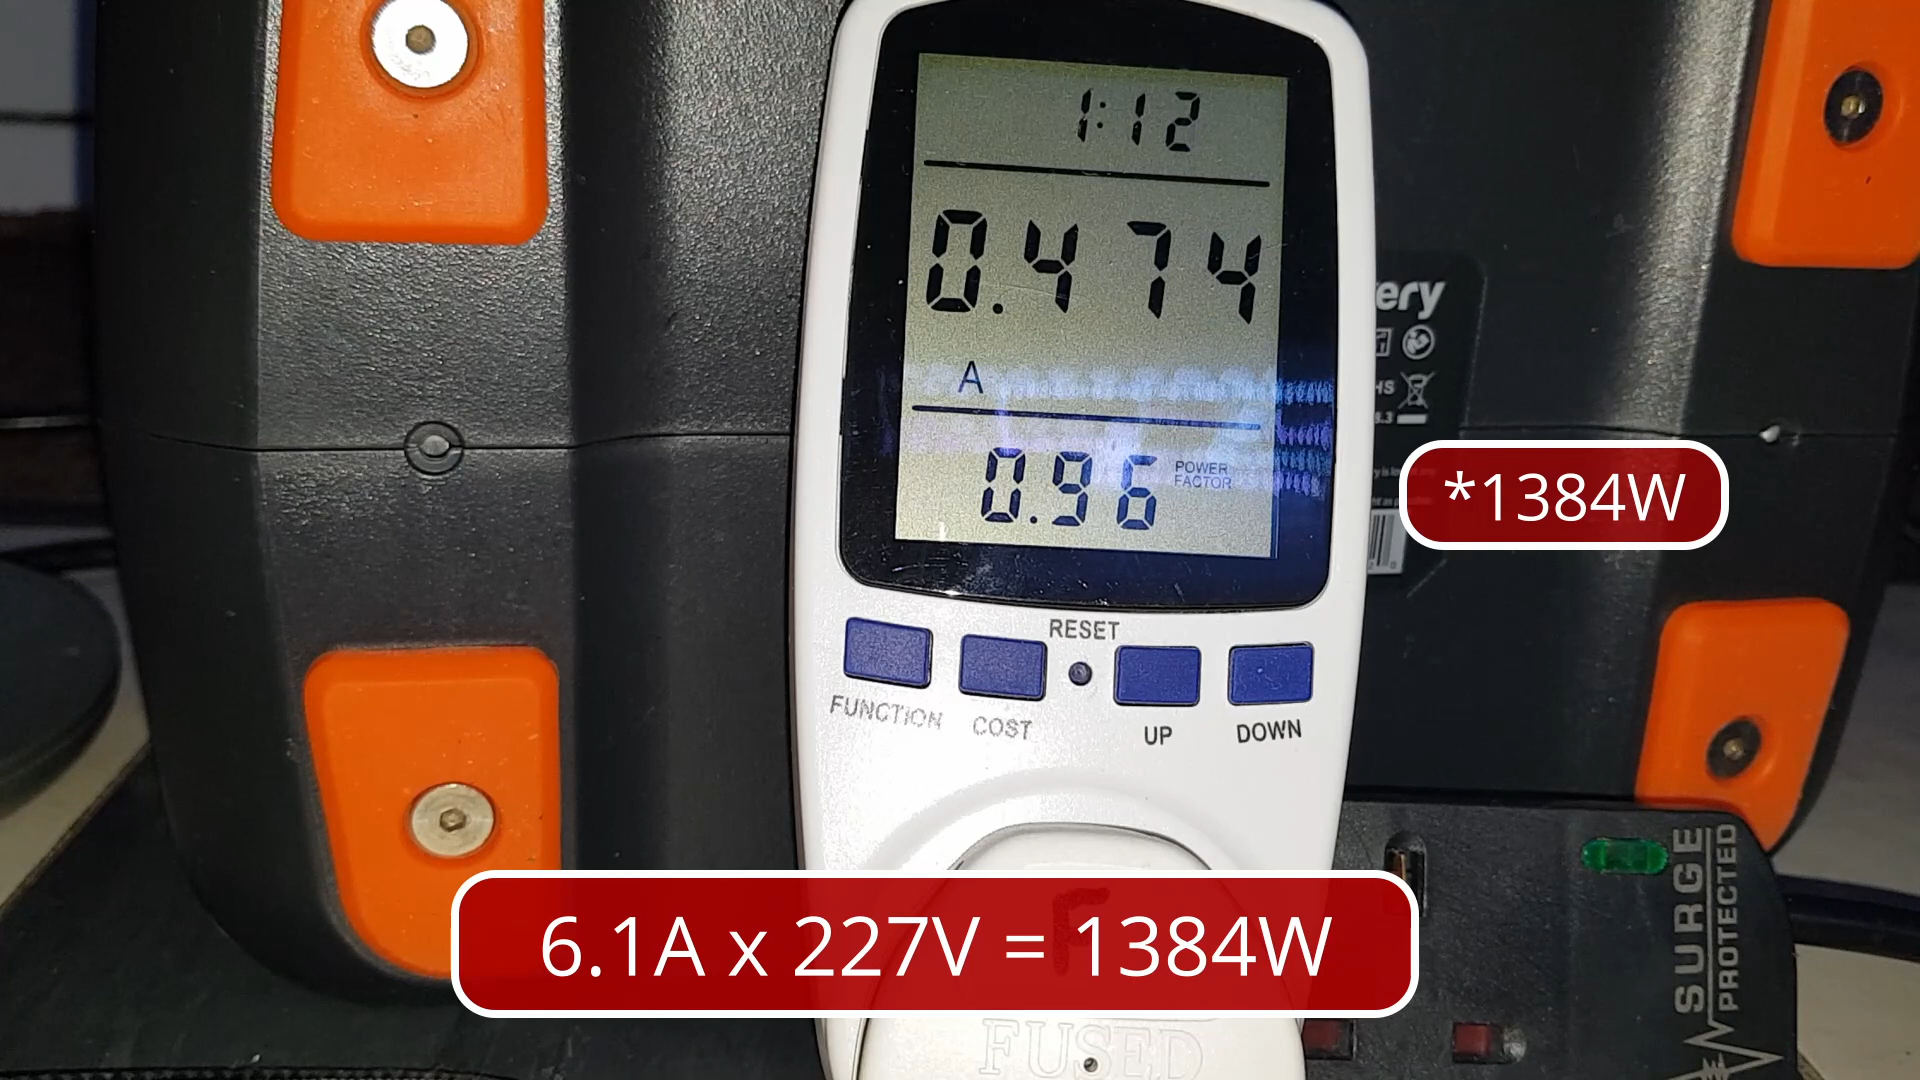 1:12
0.474
A
0.96 POWER FACTOR
ery
HS
*1384W
RESET
FUNCTION COST UP DOWN
6.1A x 227V = 1384W
SURGE
PROTECTED
FUSED